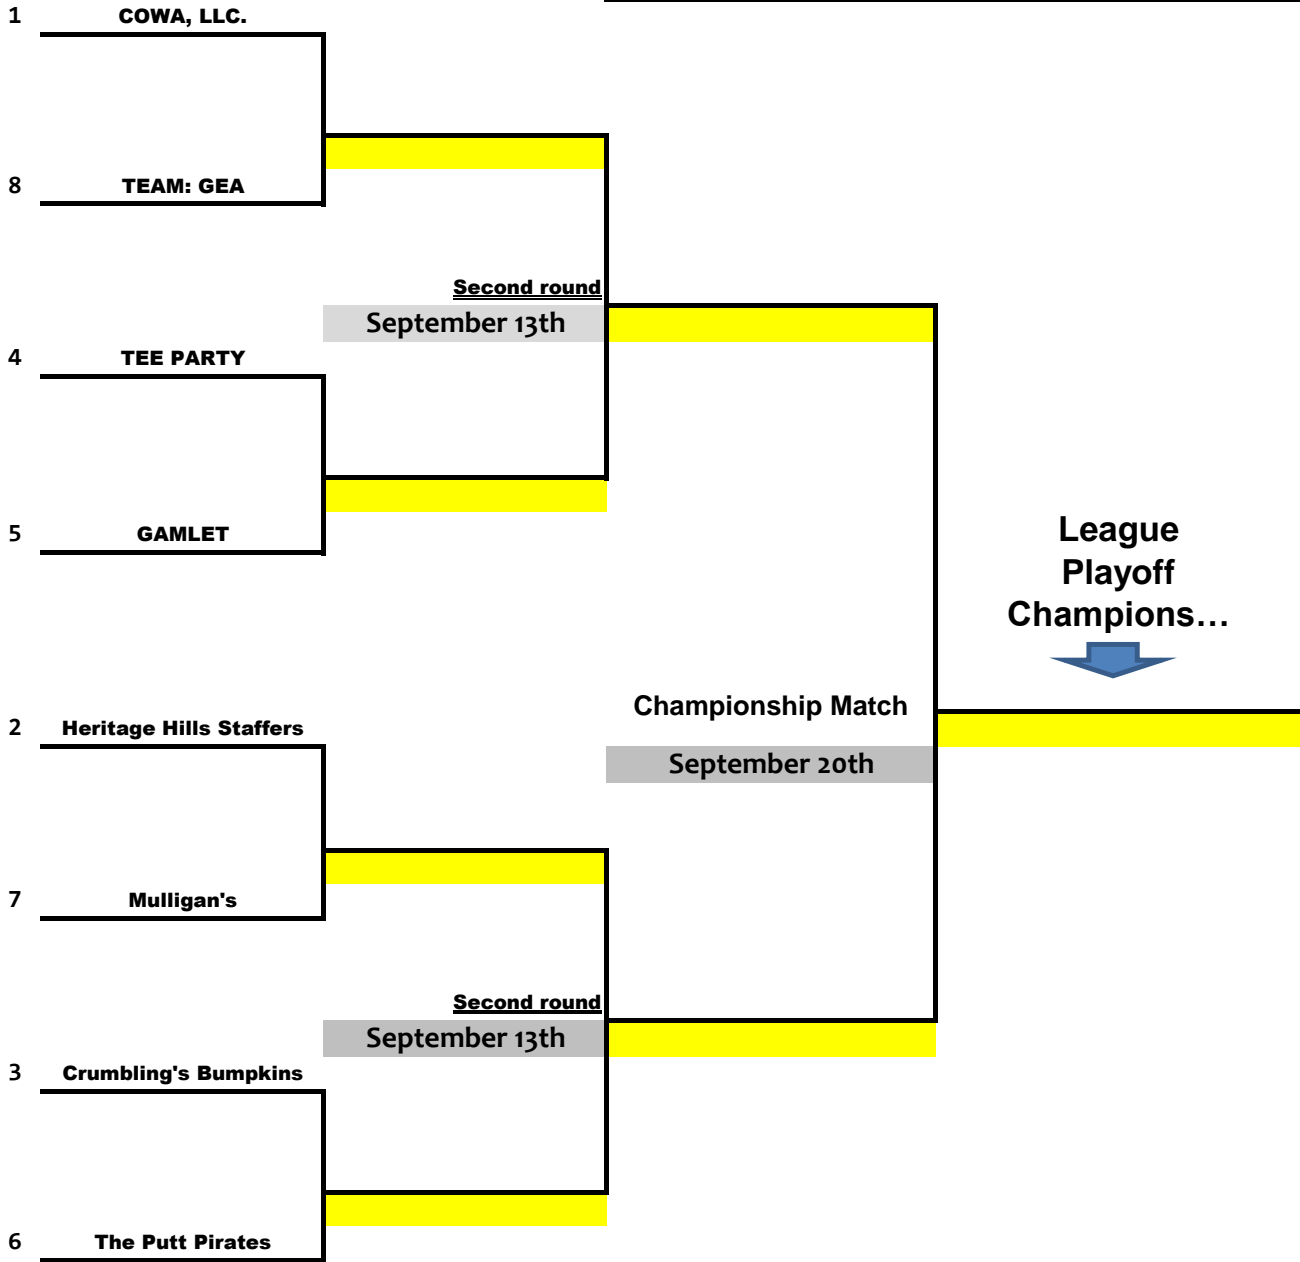 1 COWA, LLC.
8 TEAM: GEA
Second round
September 13th
4 TEE PARTY
5 GAMLET
League
Playoff
Champions…
Championship Match
2 Heritage Hills Staffers
September 20th
7 Mulligan's
Second round
September 13th
3 Crumbling's Bumpkins
6 The Putt Pirates